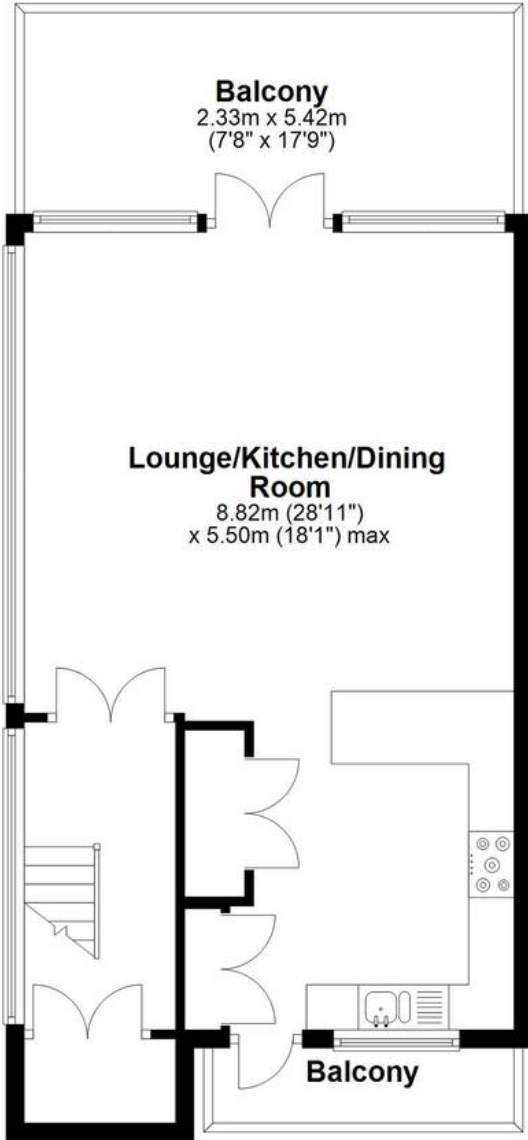 Balcony
2.33m x 5.42m
(7'8" x 17'9")
Lounge/Kitchen/Dining
Room
8.82m (28'11")
x 5.50m (18'1") max
Balcony